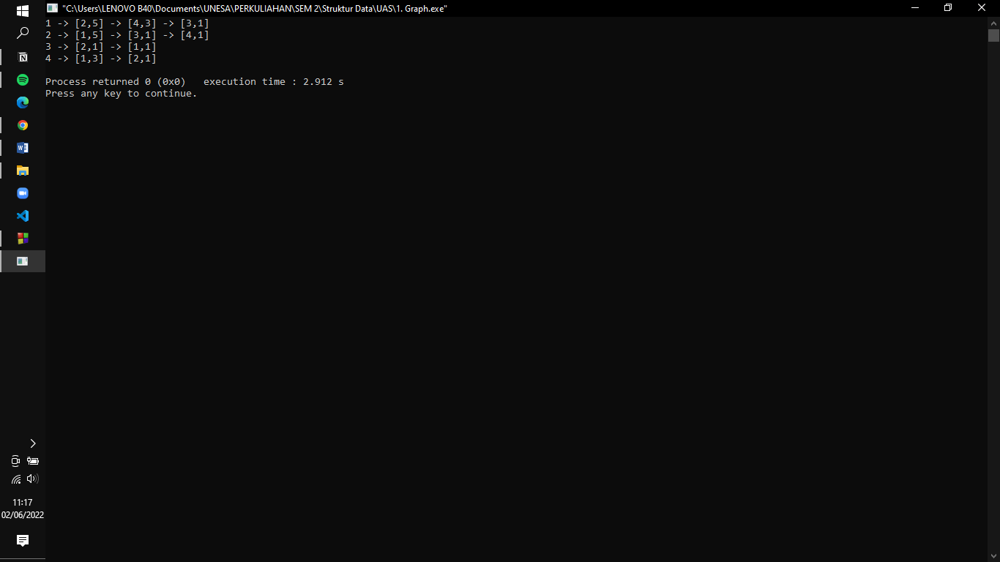 "C:\Users\LENOVO B40\Documents\UNESA\PERKULIAHAN\SEM 2\Struktur Data\UAS\1. Graph.exe"
1 -> [2,5] -> [4,3] -> [3,1]
2 -> [1,5] -> [3,1] -> [4,1]
3 -> [2,1] -> [1,1]
4 -> [1,3] -> [2,1]
Process returned 0 (0x0)   execution time : 2.912 s
Press any key to continue.
11:17
02/06/2022